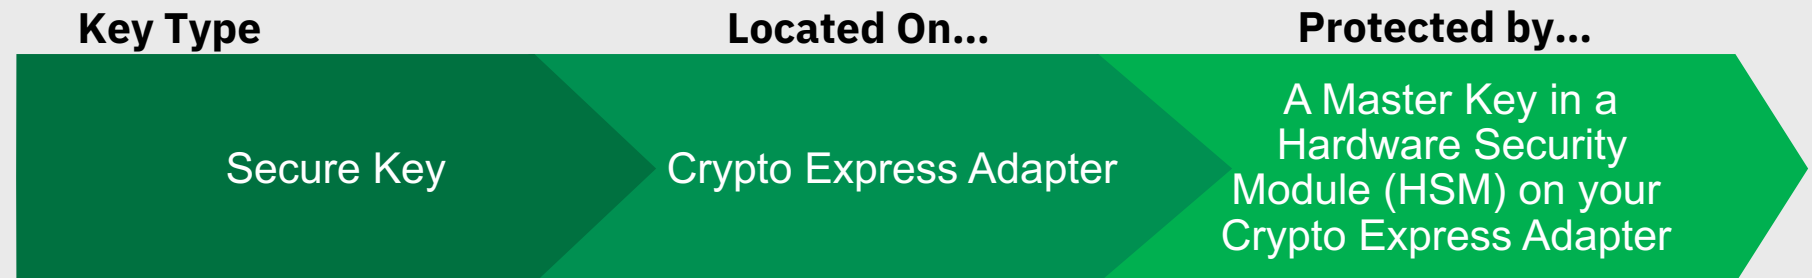 Key Type
Located On...
Protected by...
Secure Key
Crypto Express Adapter
A Master Key in a
Hardware Security
Module (HSM) on your
Crypto Express Adapter